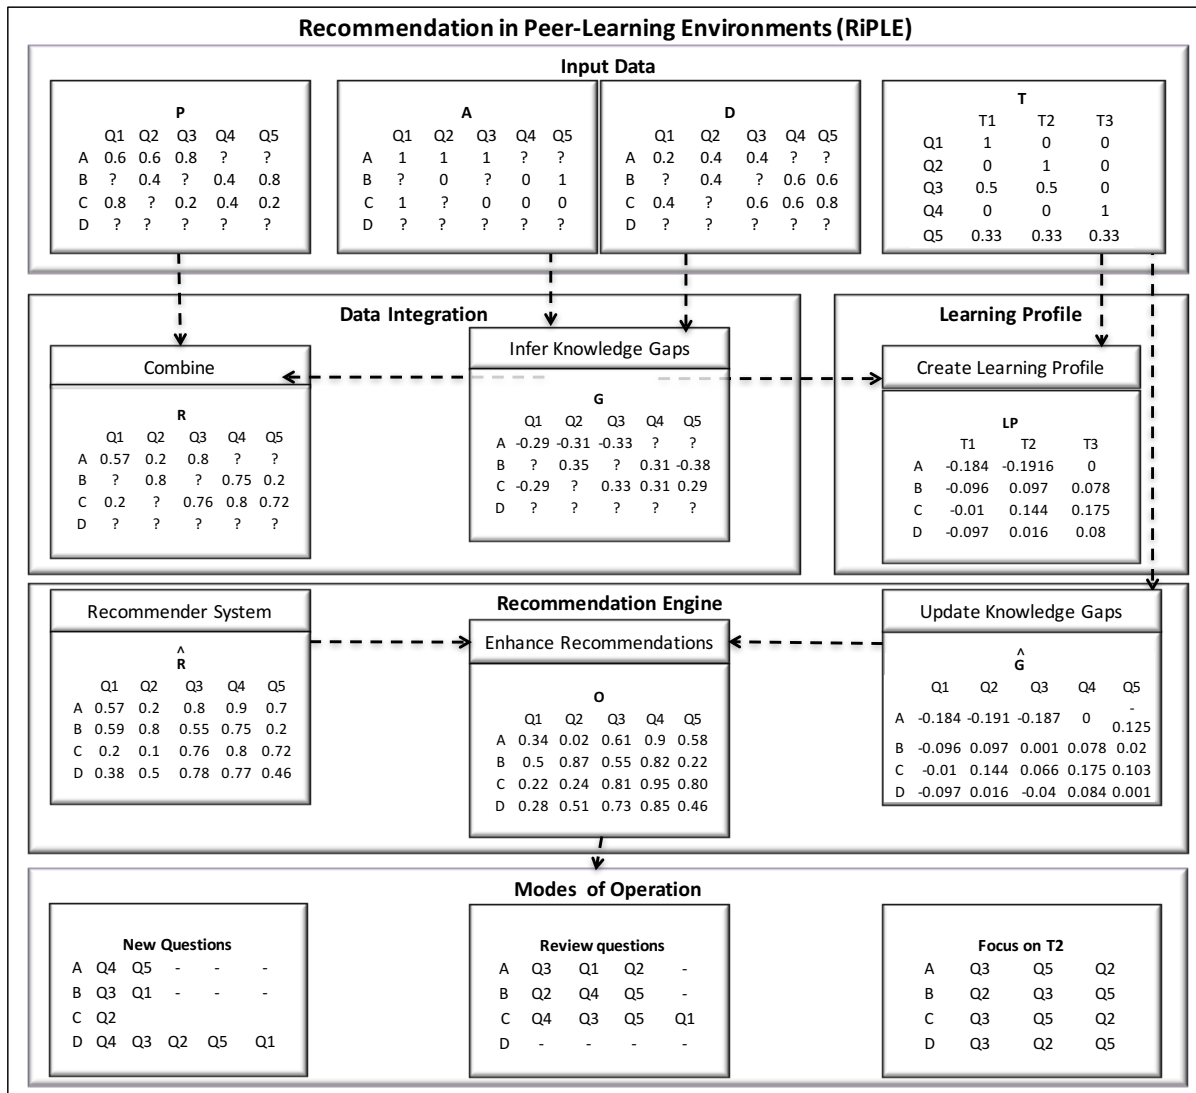 Recommendation in Peer-Learning Environments (RiPLE)
Input Data
P
Q1 Q2 Q3 Q4 Q5
A 0.6 0.6 0.8 ? ?
B ? 0.4 ? 0.4 0.8
C 0.8 ? 0.2 0.4 0.2
D ? ? ? ? ?
A
Q1 Q2 Q3 Q4 Q5
A 1 1 1 ? ?
B ? 0 ? 0 1
C 1 ? 0 0 0
D ? ? ? ? ?
D
Q1 Q2 Q3 Q4 Q5
A 0.2 0.4 0.4 ? ?
B ? 0.4 ? 0.6 0.6
C 0.4 ? 0.6 0.6 0.8
D ? ? ? ? ?
T
T1 T2 T3
Q1 1 0 0
Q2 0 1 0
Q3 0.5 0.5 0
Q4 0 0 1
Q5 0.33 0.33 0.33
Data Integration
Combine
R
Q1 Q2 Q3 Q4 Q5
A 0.57 0.2 0.8 ? ?
B ? 0.8 ? 0.75 0.2
C 0.2 ? 0.76 0.8 0.72
D ? ? ? ? ?
Infer Knowledge Gaps
G
Q1 Q2 Q3 Q4 Q5
A -0.29 -0.31 -0.33 ? ?
B ? 0.35 ? 0.31 -0.38
C -0.29 ? 0.33 0.31 0.29
D ? ? ? ? ?
Learning Profile
Create Learning Profile
LP
T1 T2 T3
A -0.184 -0.1916 0
B -0.096 0.097 0.078
C -0.01 0.144 0.175
D -0.097 0.016 0.08
Recommendation Engine
Recommender System
^
R
Q1 Q2 Q3 Q4 Q5
A 0.57 0.2 0.8 0.9 0.7
B 0.59 0.8 0.55 0.75 0.2
C 0.2 0.1 0.76 0.8 0.72
D 0.38 0.5 0.78 0.77 0.46
Enhance Recommendations
O
Q1 Q2 Q3 Q4 Q5
A 0.34 0.02 0.61 0.9 0.58
B 0.5 0.87 0.55 0.82 0.22
C 0.22 0.24 0.81 0.95 0.80
D 0.28 0.51 0.73 0.85 0.46
Update Knowledge Gaps
^
G
Q1 Q2 Q3 Q4 Q5
A -0.184 -0.191 -0.187 0 -
0.125
B -0.096 0.097 0.001 0.078 0.02
C -0.01 0.144 0.066 0.175 0.103
D -0.097 0.016 -0.04 0.084 0.001
Modes of Operation
New Questions
A Q4 Q5 - - -
B Q3 Q1 - - -
C Q2
D Q4 Q3 Q2 Q5 Q1
Review questions
A Q3 Q1 Q2 -
B Q2 Q4 Q5 -
C Q4 Q3 Q5 Q1
D - - - -
Focus on T2
A Q3 Q5 Q2
B Q2 Q3 Q5
C Q3 Q5 Q2
D Q3 Q2 Q5